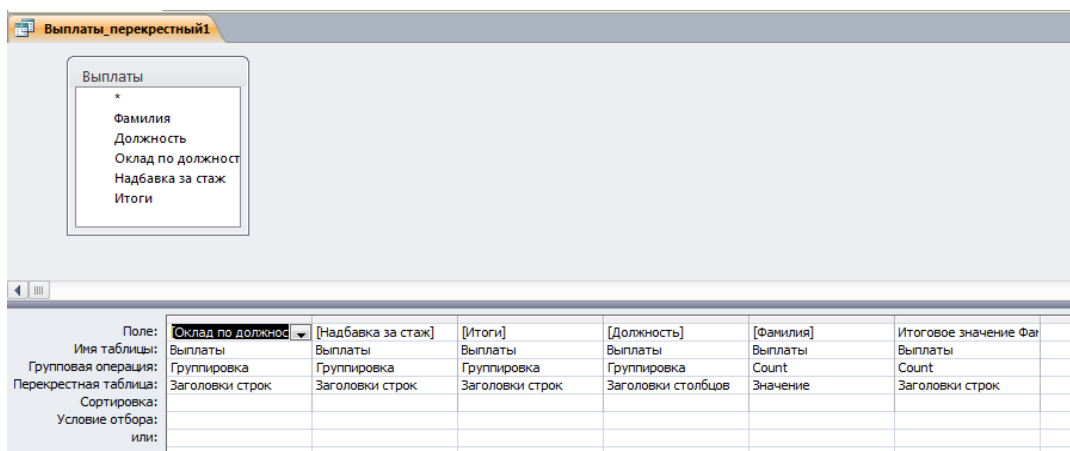 Выплаты_перекрестный1
Выплаты
*
Фамилия
Должность
Оклад по должност
Надбавка за стаж
Итоги
Поле: [Оклад по должнос [Надбавка за стаж] [Итоги] [Должность] [Фамилия] Итоговое значение Фам
Имя таблицы: Выплаты Выплаты Выплаты Выплаты Выплаты Выплаты
Групповая операция: Группировка Группировка Группировка Группировка Count Count
Перекрестная таблица: Заголовки строк Заголовки строк Заголовки строк Заголовки столбцов Значение Заголовки строк
Сортировка:
Условие отбора:
или: